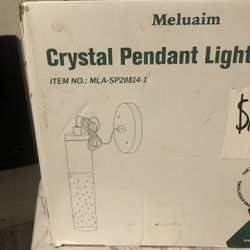 Meluaim
Crystal Pendant Light
ITEM NO.: MLA-SP20814-1
$